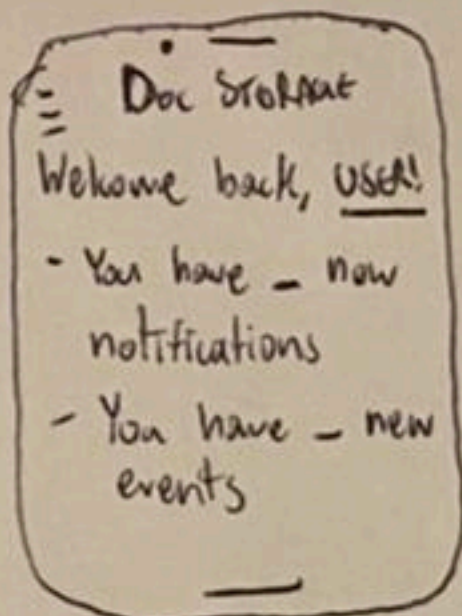 Doc STORAGE
Welcome back, USER!
- You have _ new
notifications
- You have _ new
events